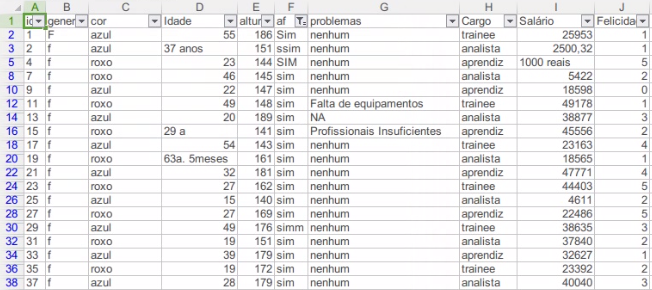 A B C D E F G H I J
1 id gener cor Idade altur af problemas Cargo Salário Felicida
2 1 F azul 55 186 Sim nenhum trainee 25953 1
3 2 f azul 37 anos 151 ssim nenhum analista 2500,32 1
5 4 f roxo 23 144 SIM nenhum aprendiz 1000 reais 5
8 7 f roxo 46 145 sim nenhum analista 5422 2
10 9 f azul 22 147 sim nenhum aprendiz 18598 0
12 11 f roxo 49 148 sim Falta de equipamentos trainee 49178 1
14 13 f azul 20 189 sim NA analista 38877 3
16 15 f roxo 29 a 141 sim Profissionais Insuficientes aprendiz 45556 2
18 17 f azul 54 143 sim nenhum trainee 23163 4
20 19 f roxo 63a. 5meses 161 sim nenhum analista 18565 1
22 21 f azul 32 181 sim nenhum aprendiz 47771 4
24 23 f roxo 27 162 sim nenhum trainee 44403 5
26 25 f azul 15 140 sim nenhum analista 4611 2
28 27 f roxo 27 169 sim nenhum aprendiz 22486 5
30 29 f azul 49 176 simm nenhum trainee 38635 3
32 31 f roxo 19 151 sim nenhum analista 37840 2
34 33 f azul 39 179 sim nenhum aprendiz 32627 1
36 35 f roxo 19 172 sim nenhum trainee 23392 2
38 37 f azul 28 179 sim nenhum analista 40040 3